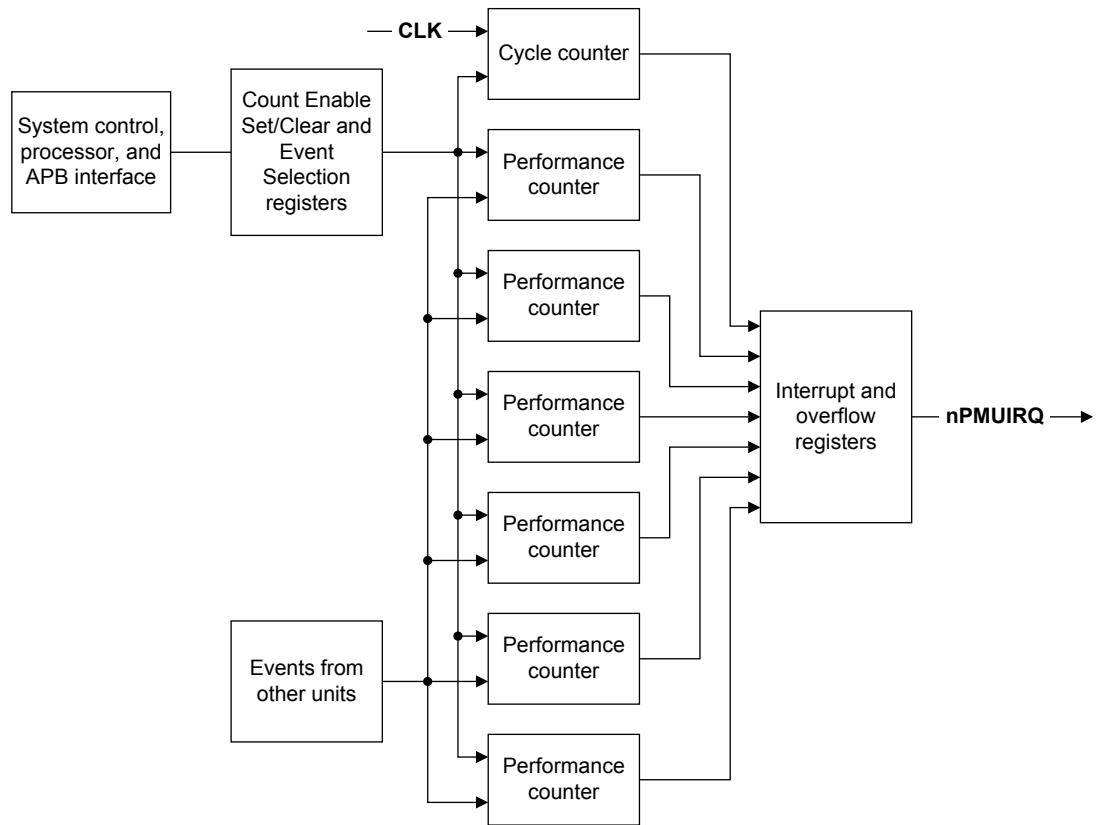 CLK
Cycle counter
System control,
processor, and
APB interface
Count Enable
Set/Clear and
Event
Selection
registers
Performance
counter
Performance
counter
Performance
counter
Performance
counter
Performance
counter
Performance
counter
Events from
other units
Interrupt and
overflow
registers
nPMUIRQ